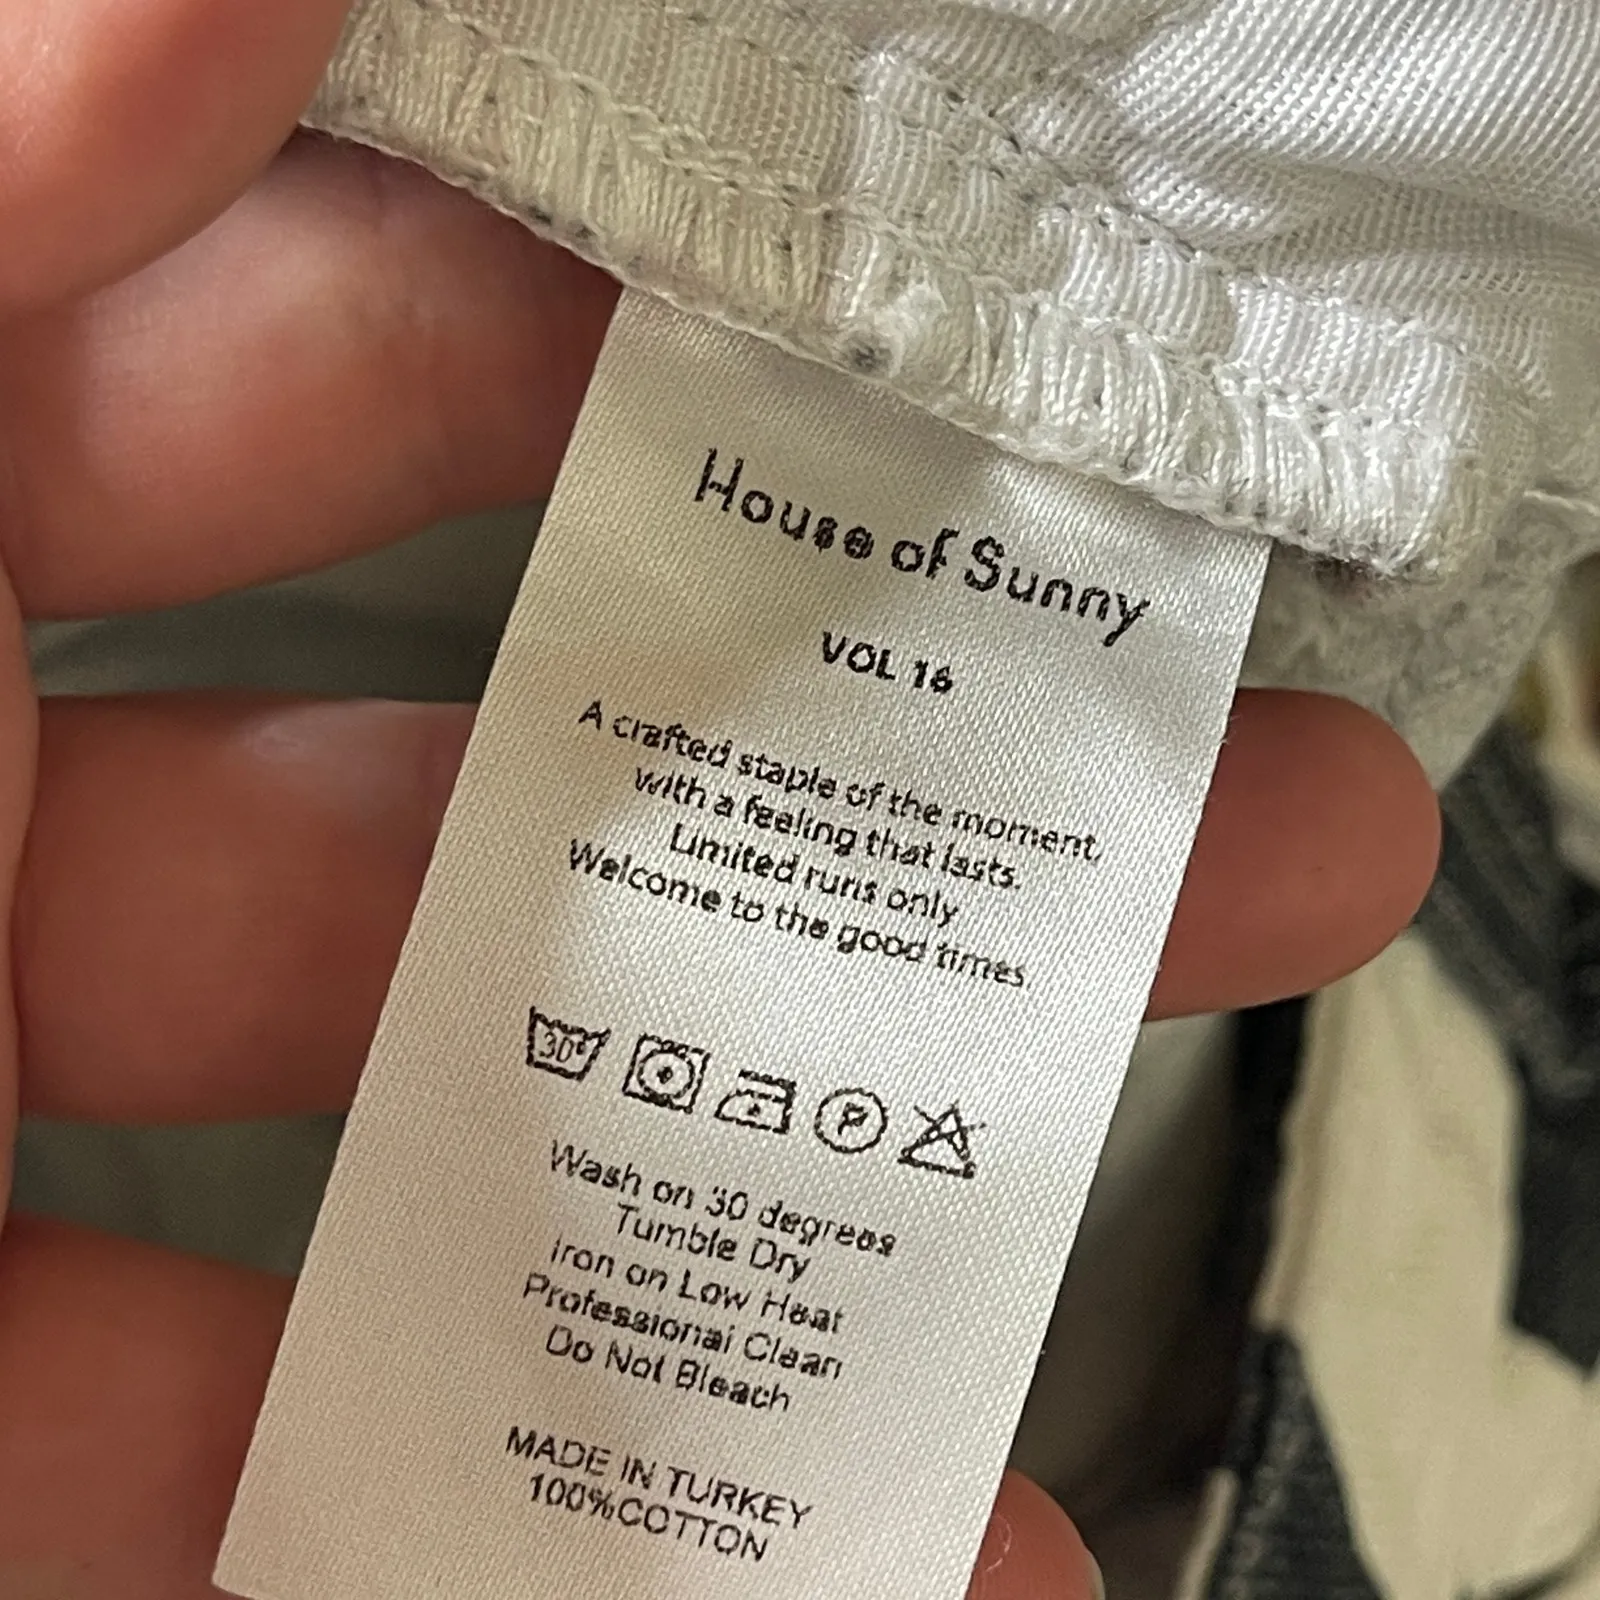 House of Sunny
VOL 16
A crafted staple of the moment,
with a feeling that lasts.
Limited runs only
Welcome to the good times
30°
P
Wash on 30 degrees
Tumble Dry
Iron on Low Heat
Professional Clean
Do Not Bleach
MADE IN TURKEY
100%COTTON